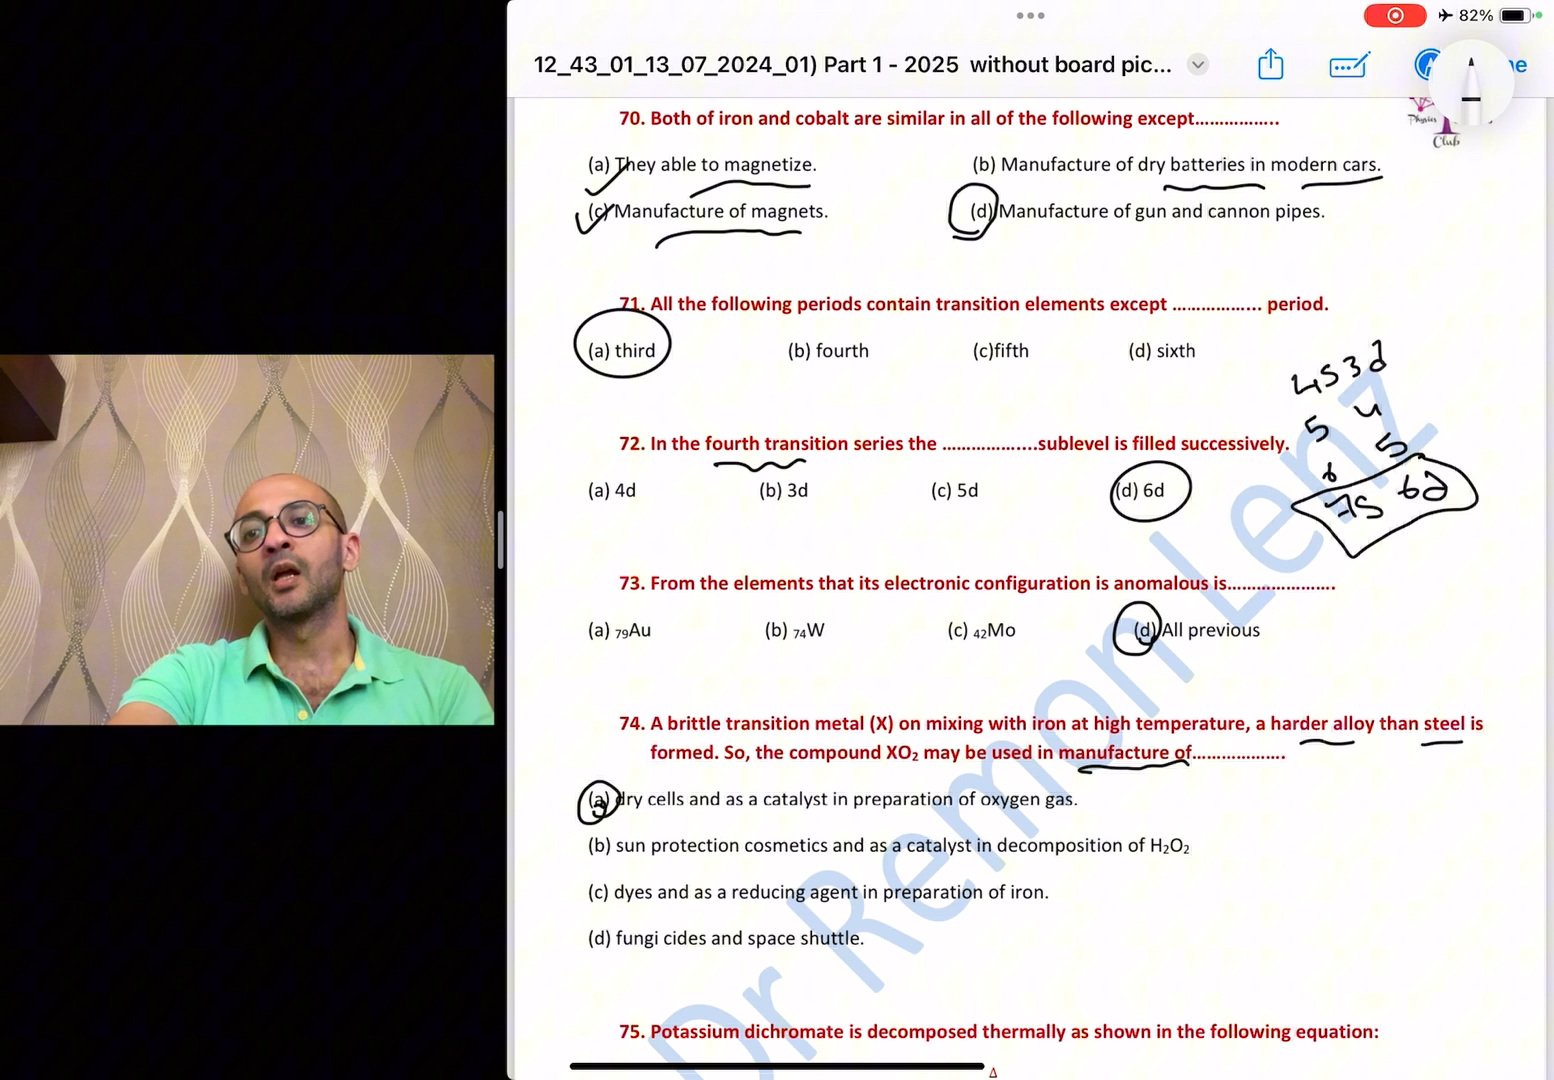 82%
12_43_01_13_07_2024_01) Part 1 - 2025 without board pic...
ne
Physics
Club
70. Both of iron and cobalt are similar in all of the following except................
(a) They able to magnetize. (b) Manufacture of dry batteries in modern cars.
(c) Manufacture of magnets. (d) Manufacture of gun and cannon pipes.
71. All the following periods contain transition elements except ................. period.
(a) third (b) fourth (c)fifth (d) sixth
4s 3d
5 4
6 5
7s 6d
72. In the fourth transition series the ..................sublevel is filled successively.
(a) 4d (b) 3d (c) 5d (d) 6d
73. From the elements that its electronic configuration is anomalous is.....................
(a) ₇₉Au (b) ₇₄W (c) ₄₂Mo (d) All previous
74. A brittle transition metal (X) on mixing with iron at high temperature, a harder alloy than steel is
formed. So, the compound XO₂ may be used in manufacture of..................
(a) dry cells and as a catalyst in preparation of oxygen gas.
(b) sun protection cosmetics and as a catalyst in decomposition of H₂O₂
(c) dyes and as a reducing agent in preparation of iron.
(d) fungi cides and space shuttle.
75. Potassium dichromate is decomposed thermally as shown in the following equation:
Δ
Dr Remon Lenz